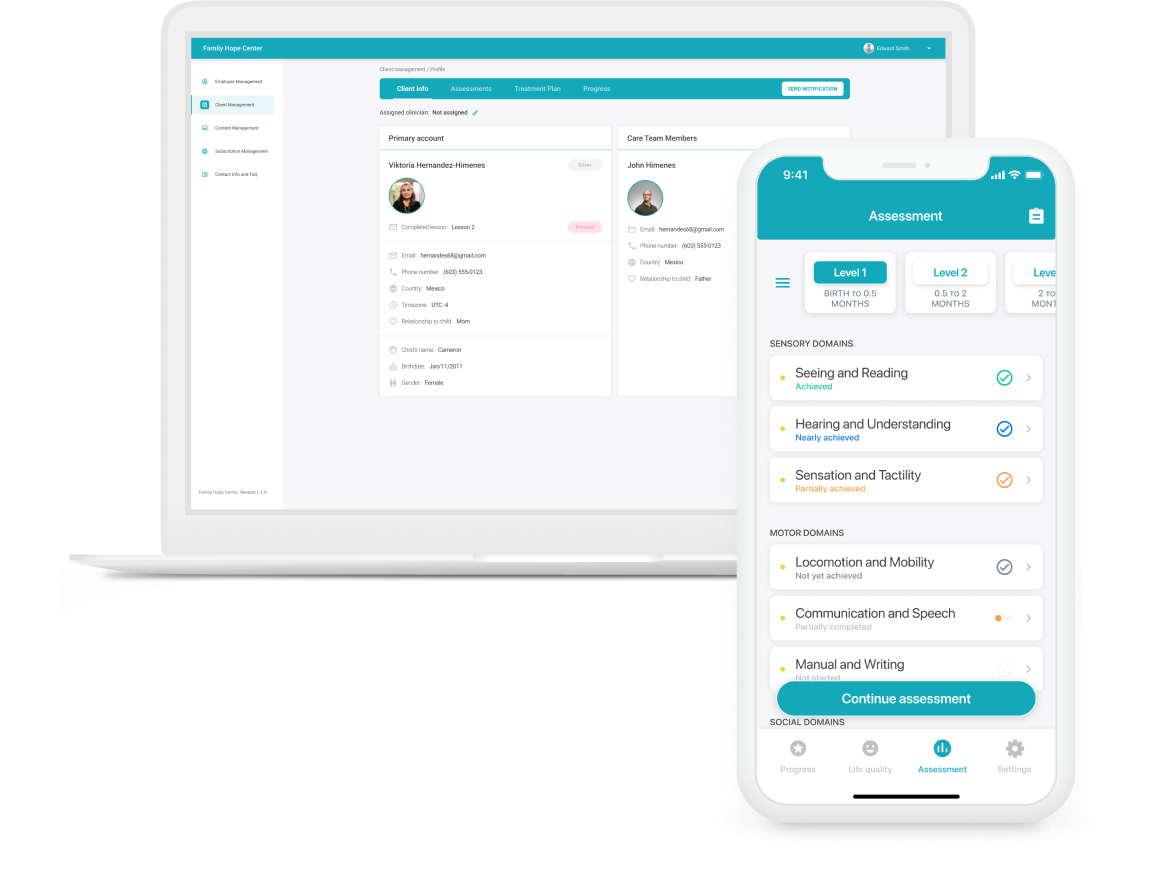 Family Hope Center
Edward Smith
Employee Management
Client Management
Content Management
Subscription Management
Contact Info and FaQ
Family Hope Center. Version 1.1.0
Client management / Profile
Client Info Assessments Treatment Plan Progress SEND NOTIFICATION
Assigned clinician: Not assigned
Primary account
Viktoria Hernandez-Himenes Silver
Completed lesson: Lesson 2 Preview
Email: hernandes68@gmail.com
Phone number: (603) 555-0123
Country: Mexico
Timezone: UTC -4
Relationship to child: Mom
Child's name: Cameron
Birthdate: Jan/11/2011
Gender: Female
Care Team Members
John Himenes
Email: hernandes68@gmail.com
Phone number: (603) 555-0123
Country: Mexico
Relationship to child: Father
9:41
Assessment
Level 1
BIRTH TO 0.5
MONTHS
Level 2
0.5 TO 2
MONTHS
Leve
2 TO
MONT
SENSORY DOMAINS
Seeing and Reading
Achieved
Hearing and Understanding
Nearly achieved
Sensation and Tactility
Partially achieved
MOTOR DOMAINS
Locomotion and Mobility
Not yet achieved
Communication and Speech
Partially completed
Manual and Writing
Not started
Continue assessment
SOCIAL DOMAINS
Progress Life quality Assessment Settings